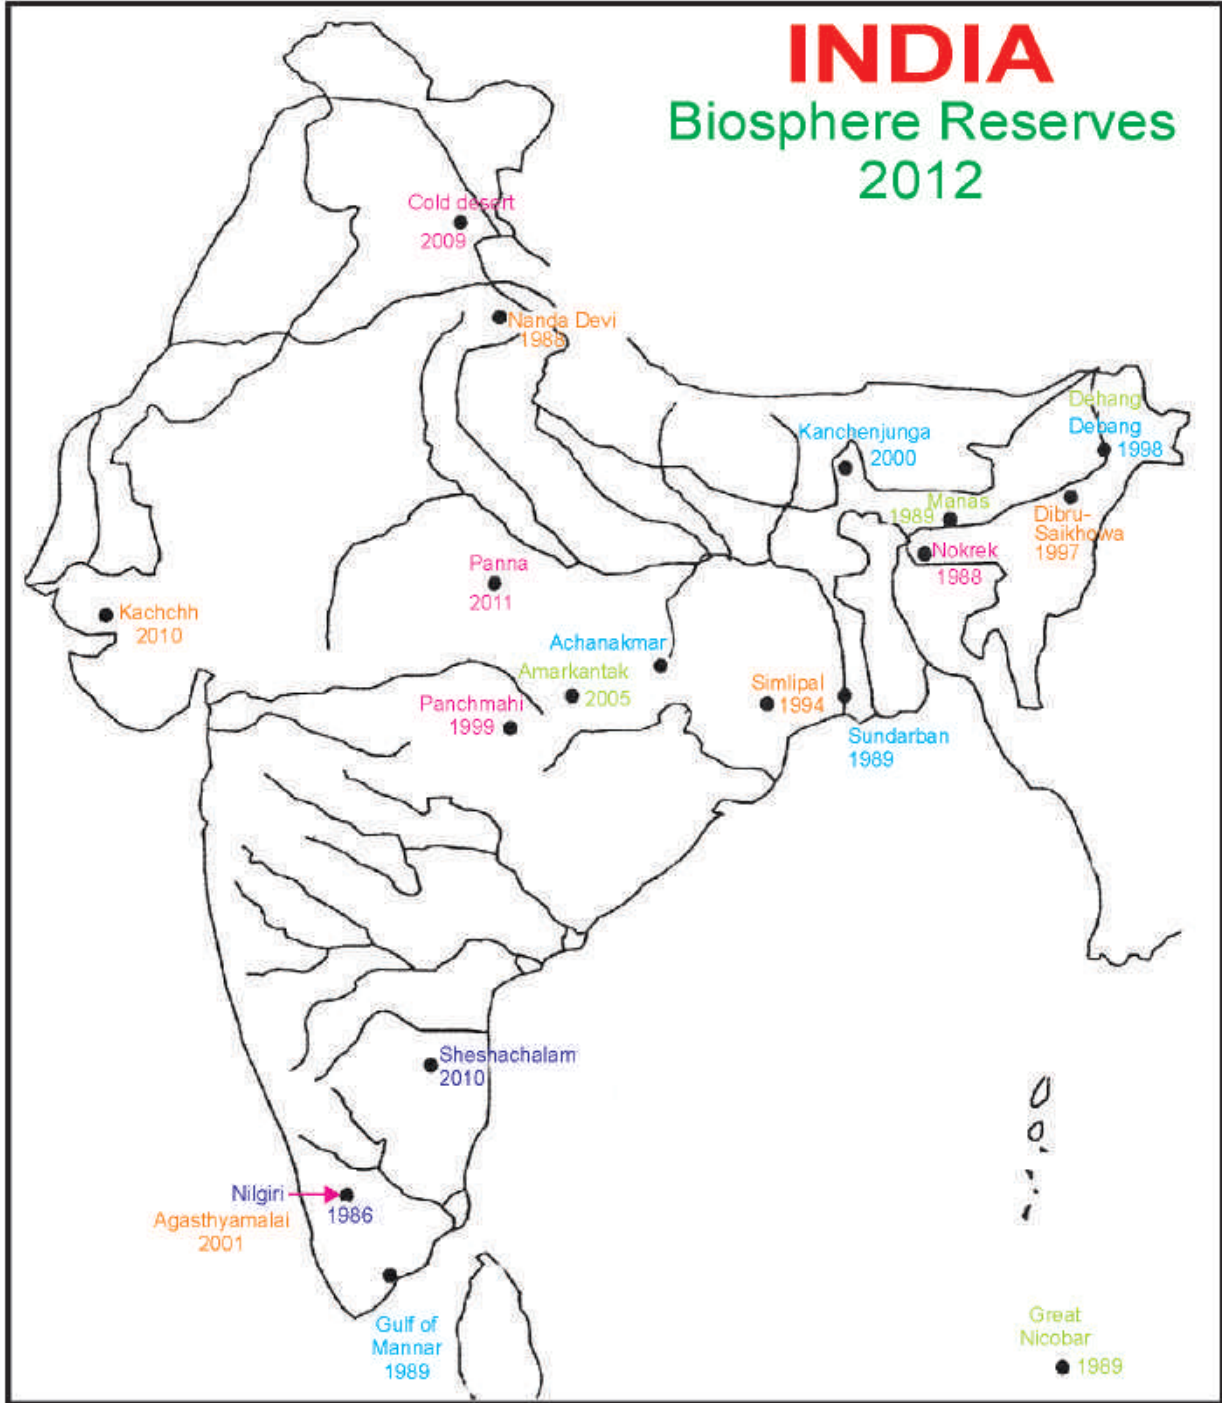 INDIA
Biosphere Reserves
2012
Cold desert
2009
Nanda Devi
1988
Dehang
Debang
1998
Kanchenjunga
2000
Manas
1989
Dibru-
Saikhowa
1997
Nokrek
1988
Panna
2011
Kachchh
2010
Achanakmar
Amarkantak
2005
Panchmahi
1999
Simlipal
1994
Sundarban
1989
Sheshachalam
2010
Nilgiri
1986
Agasthyamalai
2001
Gulf of
Mannar
1989
Great
Nicobar
1989